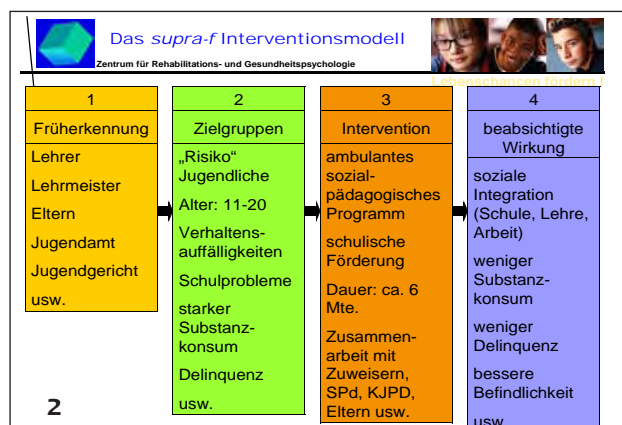 Das supra-f Interventionsmodell
Zentrum für Rehabilitations- und Gesundheitspsychologie
Lebenschancen fördern !
1
Früherkennung
Lehrer
Lehrmeister
Eltern
Jugendamt
Jugendgericht
usw.
2
Zielgruppen
„Risiko"
Jugendliche
Alter: 11-20
Verhaltens-
auffälligkeiten
Schulprobleme
starker
Substanz-
konsum
Delinquenz
usw.
3
Intervention
ambulantes
sozial-
pädagogisches
Programm
schulische
Förderung
Dauer: ca. 6
Mte.
Zusammen-
arbeit mit
Zuweisern,
SPd, KJPD,
Eltern usw.
4
beabsichtigte
Wirkung
soziale
Integration
(Schule, Lehre,
Arbeit)
weniger
Substanz-
konsum
weniger
Delinquenz
bessere
Befindlichkeit
usw
2